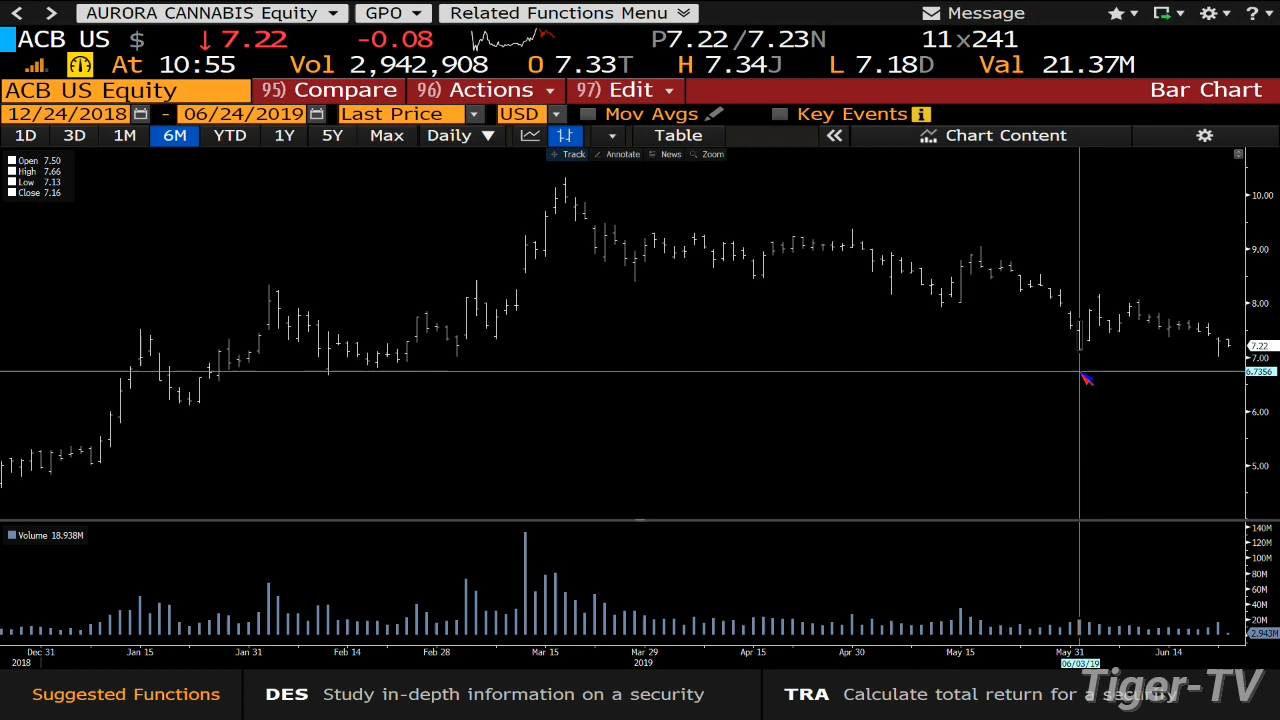 AURORA CANNABIS Equity GPO Related Functions Menu Message
ACB US $ ↓7.22 -0.08 P7.22/7.23N 11x241
At 10:55 Vol 2,942,908 O 7.33T H 7.34J L 7.18D Val 21.37M
ACB US Equity 95) Compare 96) Actions 97) Edit Bar Chart
12/24/2018 - 06/24/2019 Last Price USD Mov Avgs Key Events
1D 3D 1M 6M YTD 1Y 5Y Max Daily ▼ Table « Chart Content
Track Annotate News Zoom
Open 7.50
High 7.66
Low 7.13
Close 7.16
10.00
9.00
8.00
7.22
7.00
6.7356
6.00
5.00
Volume 18.938M
140M
120M
100M
80M
60M
40M
20M
2.943M
Dec 31 Jan 15 Jan 31 Feb 14 Feb 28 Mar 15 Mar 29 Apr 15 Apr 30 May 15 May 31 Jun 14
2018 2019 06/03/19
Tiger-TV
Suggested Functions DES Study in-depth information on a security TRA Calculate total return for a security